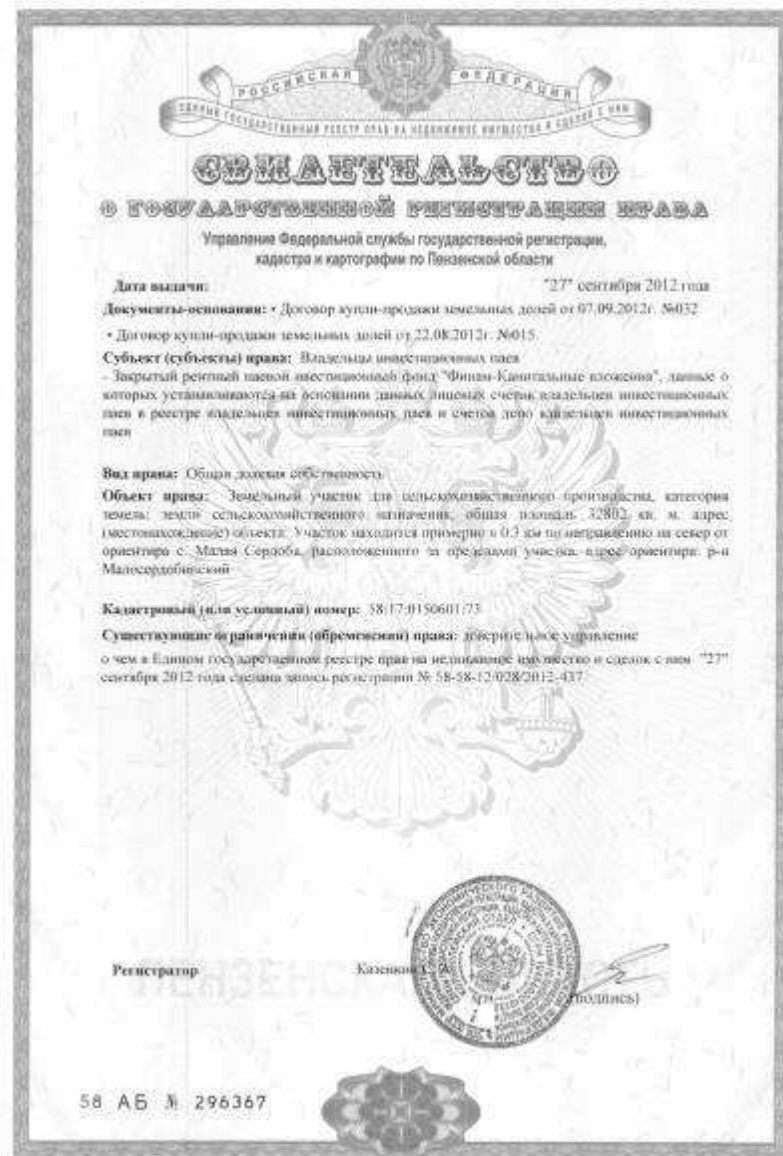 РОССИЙСКАЯ ФЕДЕРАЦИЯ
ЕДИНЫЙ ГОСУДАРСТВЕННЫЙ РЕЕСТР ПРАВ НА НЕДВИЖИМОЕ ИМУЩЕСТВО И СДЕЛОК С НИМ
СВИДЕТЕЛЬСТВО
О ГОСУДАРСТВЕННОЙ РЕГИСТРАЦИИ ПРАВА
Управление Федеральной службы государственной регистрации,
кадастра и картографии по Пензенской области
Дата выдачи: "27" сентября 2012 года
Документы-основания: • Договор купли-продажи земельных долей от 07.09.2012г. №032
• Договор купли-продажи земельных долей от 22.08.2012г. №015
Субъект (субъекты) права: Владельцы инвестиционных паев
- Закрытый рентный паевой инвестиционный фонд "Финам-Капитальные вложения", данные о
которых устанавливаются на основании данных лицевых счетов владельцев инвестиционных
паев в реестре владельцев инвестиционных паев и счетов депо владельцев инвестиционных
паев
Вид права: Общая долевая собственность
Объект права: Земельный участок для сельскохозяйственного производства, категория
земель: земли сельскохозяйственного назначения, общая площадь 32802 кв. м, адрес
(местонахождение) объекта: Участок находится примерно в 0.3 км по направлению на север от
ориентира с. Малая Сердоба, расположенного за пределами участка, адрес ориентира: р-н
Малосердобинский
Кадастровый (или условный) номер: 58:17:0150601:73
Существующие ограничения (обременения) права: доверительное управление
о чем в Едином государственном реестре прав на недвижимое имущество и сделок с ним "27"
сентября 2012 года сделана запись регистрации № 58-58-12/028/2012-437
Регистратор
(подпись)
58 АБ № 296367